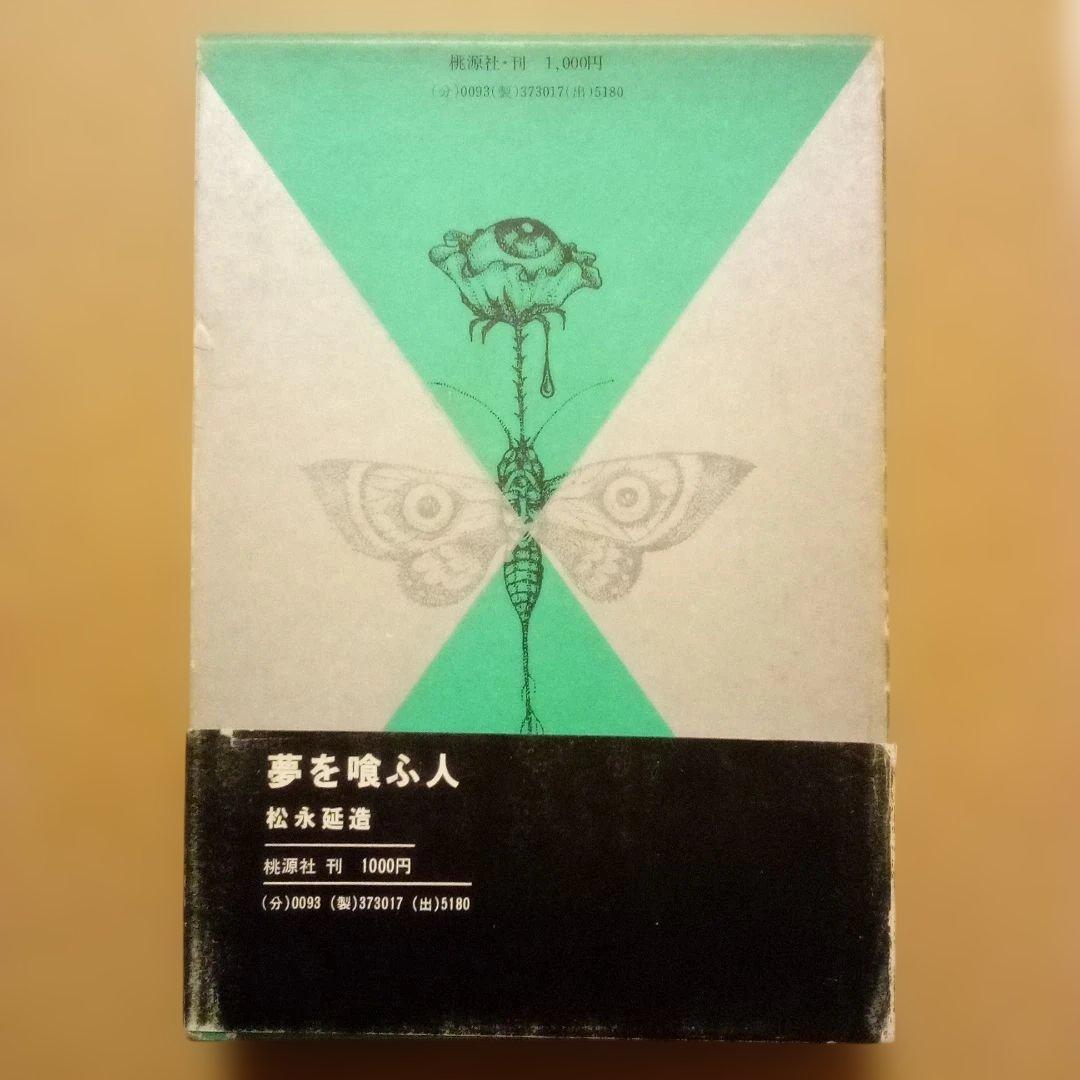 桃源社・刊 1,000円
(分)0093(製)373017(出)5180
夢を喰ふ人
松永延造
桃源社 刊 1000円
(分)0093 (製)373017 (出)5180